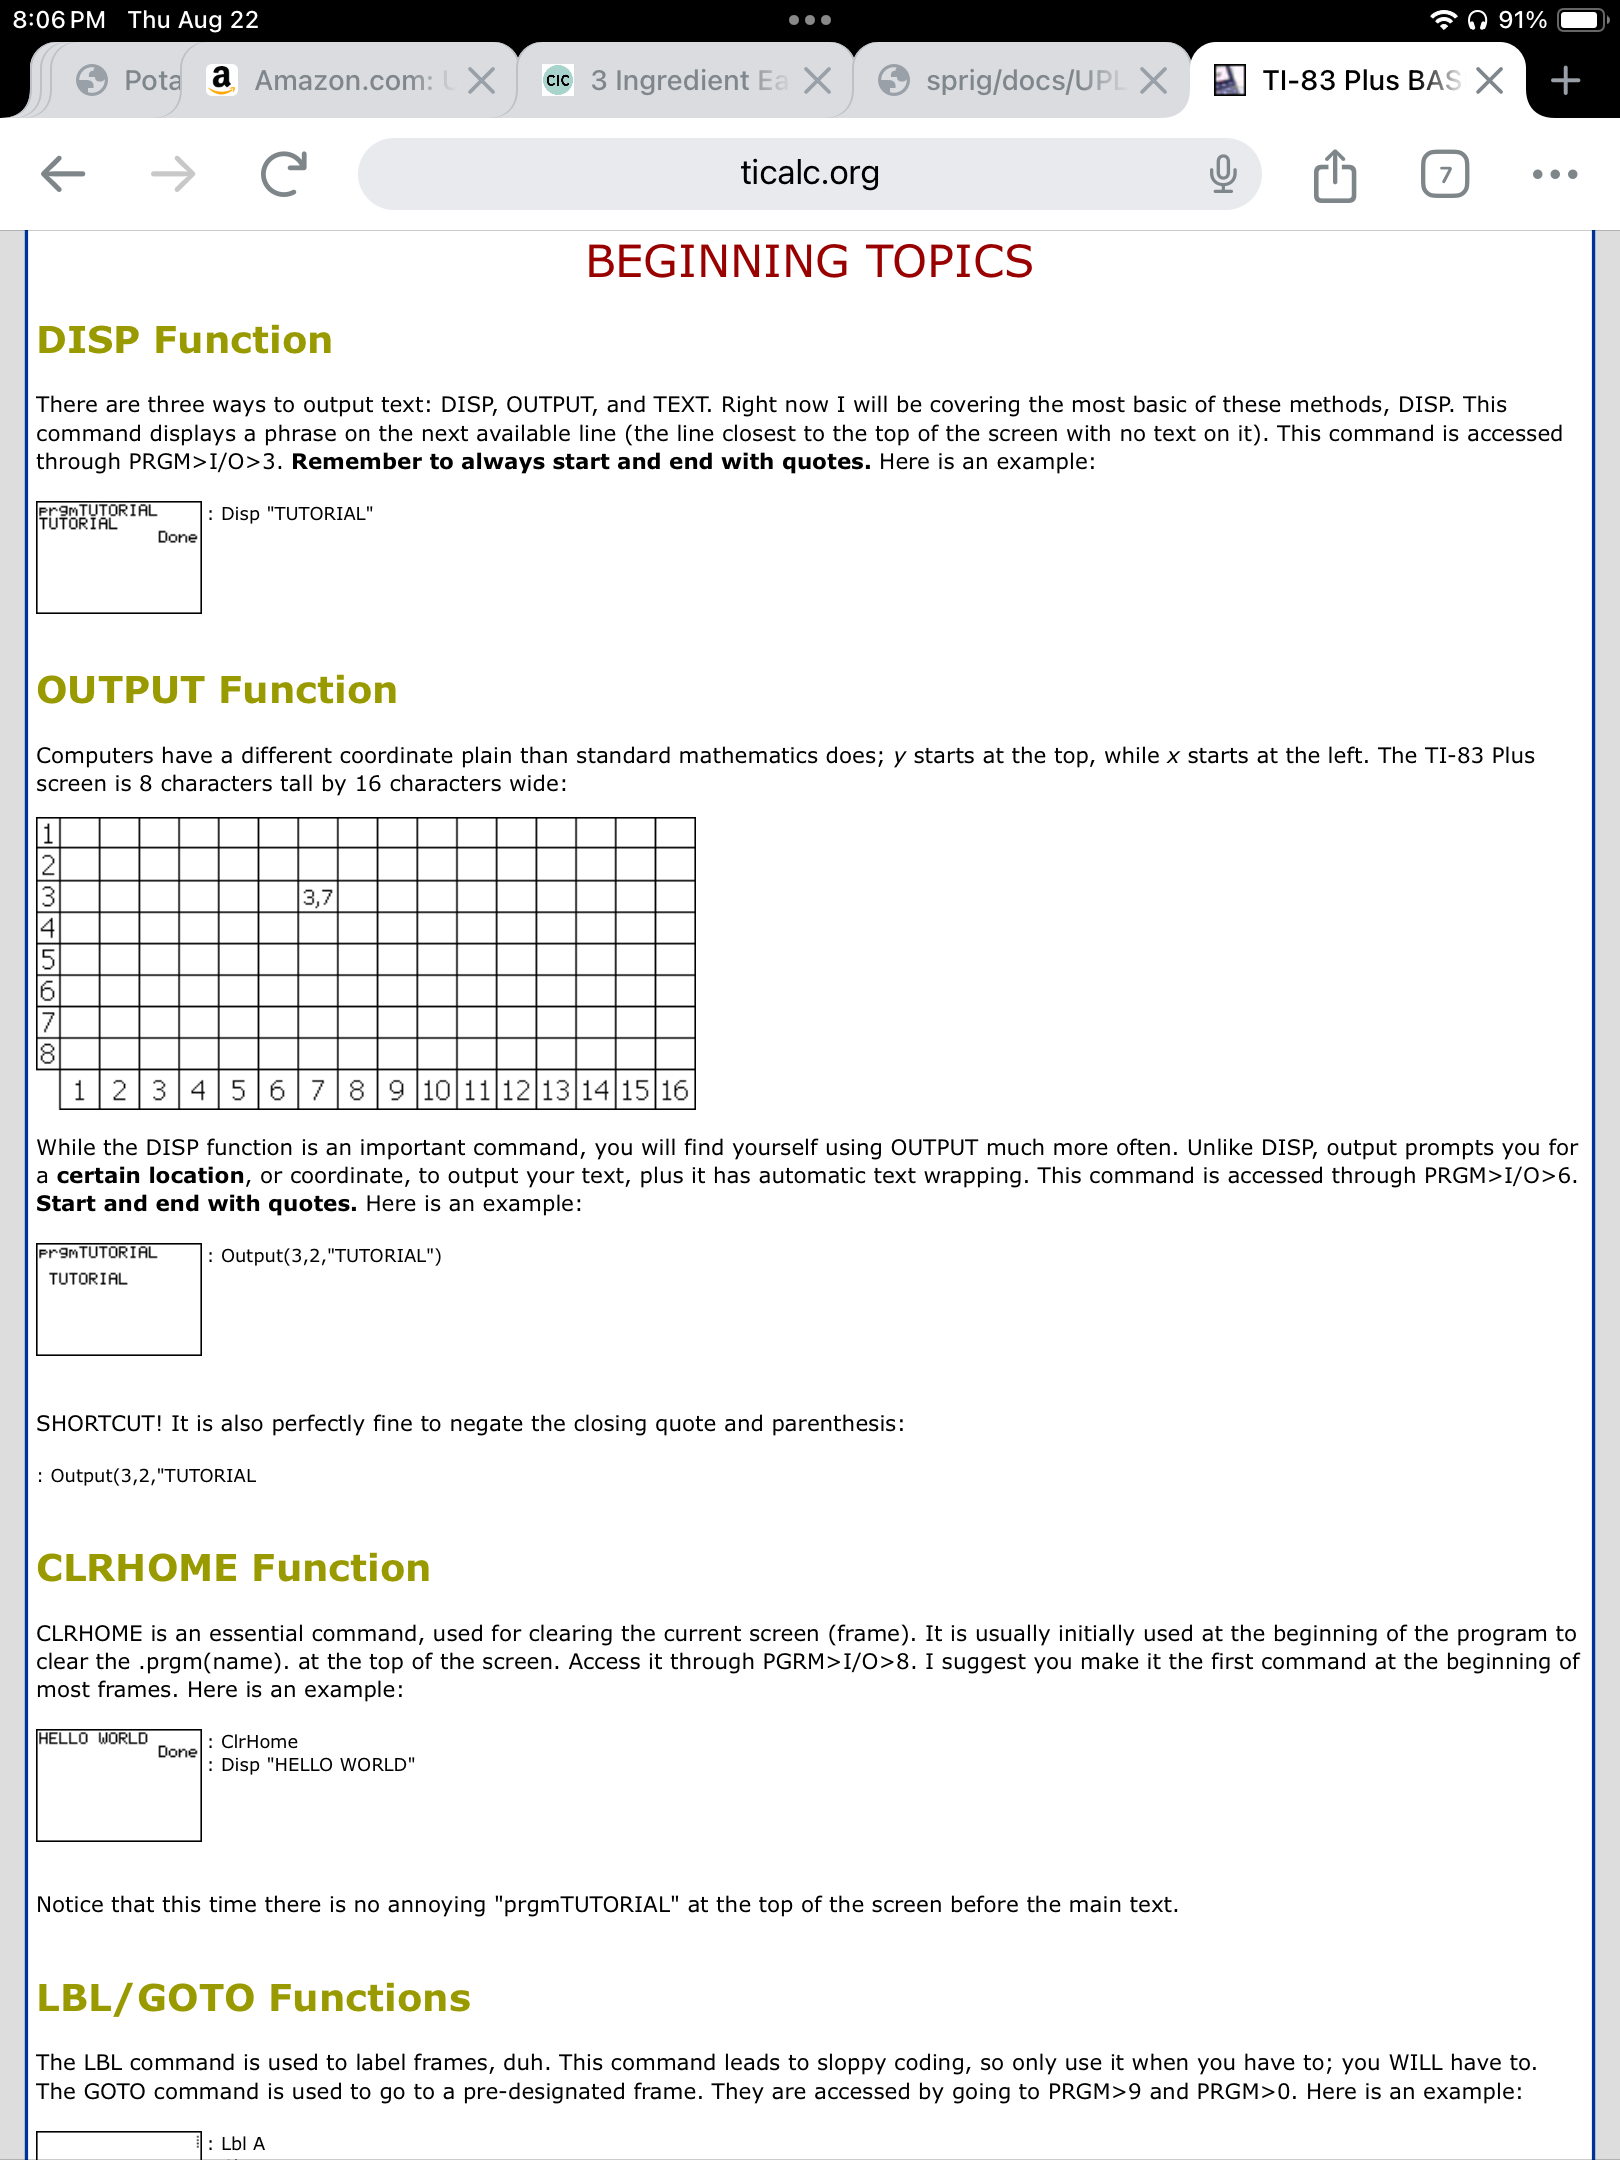 8:06 PM Thu Aug 22
91%
Pota
Amazon.com: U
CIC 3 Ingredient Ea
sprig/docs/UPL
TI-83 Plus BAS
ticalc.org
7
BEGINNING TOPICS
DISP Function
There are three ways to output text: DISP, OUTPUT, and TEXT. Right now I will be covering the most basic of these methods, DISP. This
command displays a phrase on the next available line (the line closest to the top of the screen with no text on it). This command is accessed
through PRGM>I/O>3. Remember to always start and end with quotes. Here is an example:
prgmTUTORIAL
TUTORIAL
Done
: Disp "TUTORIAL"
OUTPUT Function
Computers have a different coordinate plain than standard mathematics does; y starts at the top, while x starts at the left. The TI-83 Plus
screen is 8 characters tall by 16 characters wide:
1
2
3 3,7
4
5
6
7
8
1 2 3 4 5 6 7 8 9 10 11 12 13 14 15 16
While the DISP function is an important command, you will find yourself using OUTPUT much more often. Unlike DISP, output prompts you for
a certain location, or coordinate, to output your text, plus it has automatic text wrapping. This command is accessed through PRGM>I/O>6.
Start and end with quotes. Here is an example:
prgmTUTORIAL
TUTORIAL
: Output(3,2,"TUTORIAL")
SHORTCUT! It is also perfectly fine to negate the closing quote and parenthesis:
: Output(3,2,"TUTORIAL
CLRHOME Function
CLRHOME is an essential command, used for clearing the current screen (frame). It is usually initially used at the beginning of the program to
clear the .prgm(name). at the top of the screen. Access it through PGRM>I/O>8. I suggest you make it the first command at the beginning of
most frames. Here is an example:
HELLO WORLD
Done
: ClrHome
: Disp "HELLO WORLD"
Notice that this time there is no annoying "prgmTUTORIAL" at the top of the screen before the main text.
LBL/GOTO Functions
The LBL command is used to label frames, duh. This command leads to sloppy coding, so only use it when you have to; you WILL have to.
The GOTO command is used to go to a pre-designated frame. They are accessed by going to PRGM>9 and PRGM>0. Here is an example:
: Lbl A